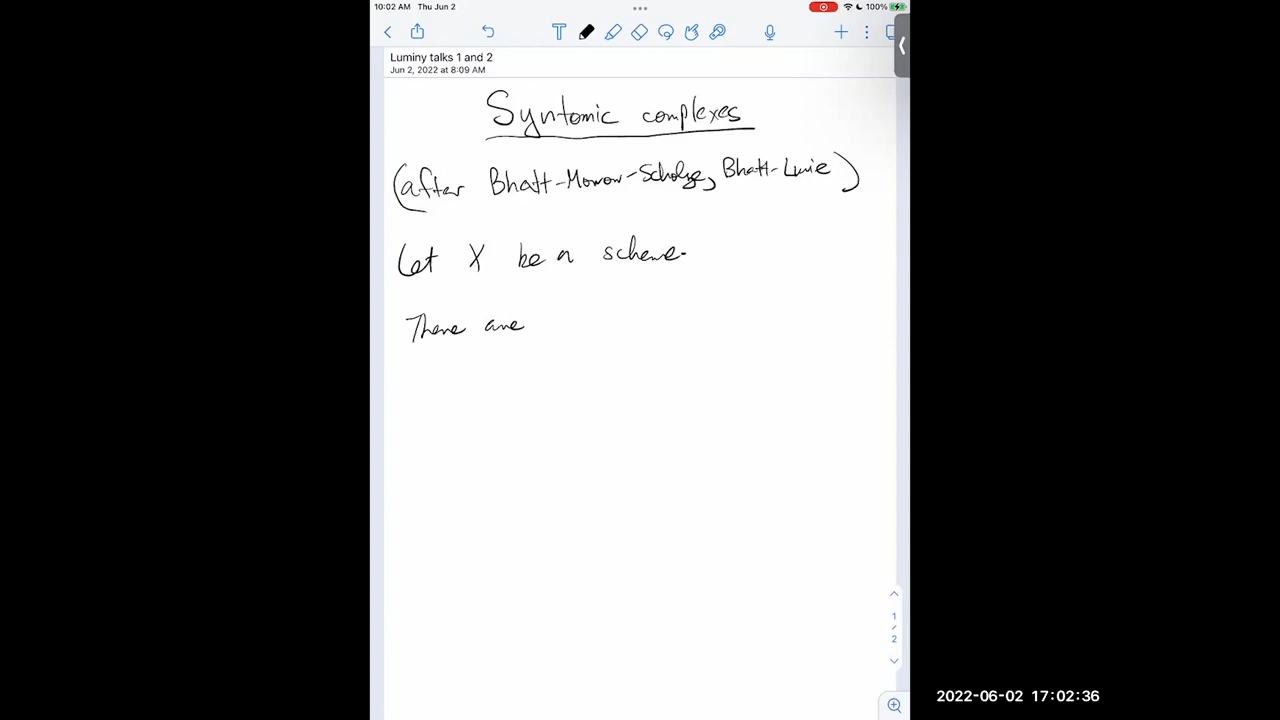 10:02 AM Thu Jun 2
100%
Luminy talks 1 and 2
Jun 2, 2022 at 8:09 AM
Syntomic complexes
(after Bhatt-Morrow-Scholze, Bhatt-Lurie)
Let X be a scheme.
There are
1
/
2
2022-06-02 17:02:36